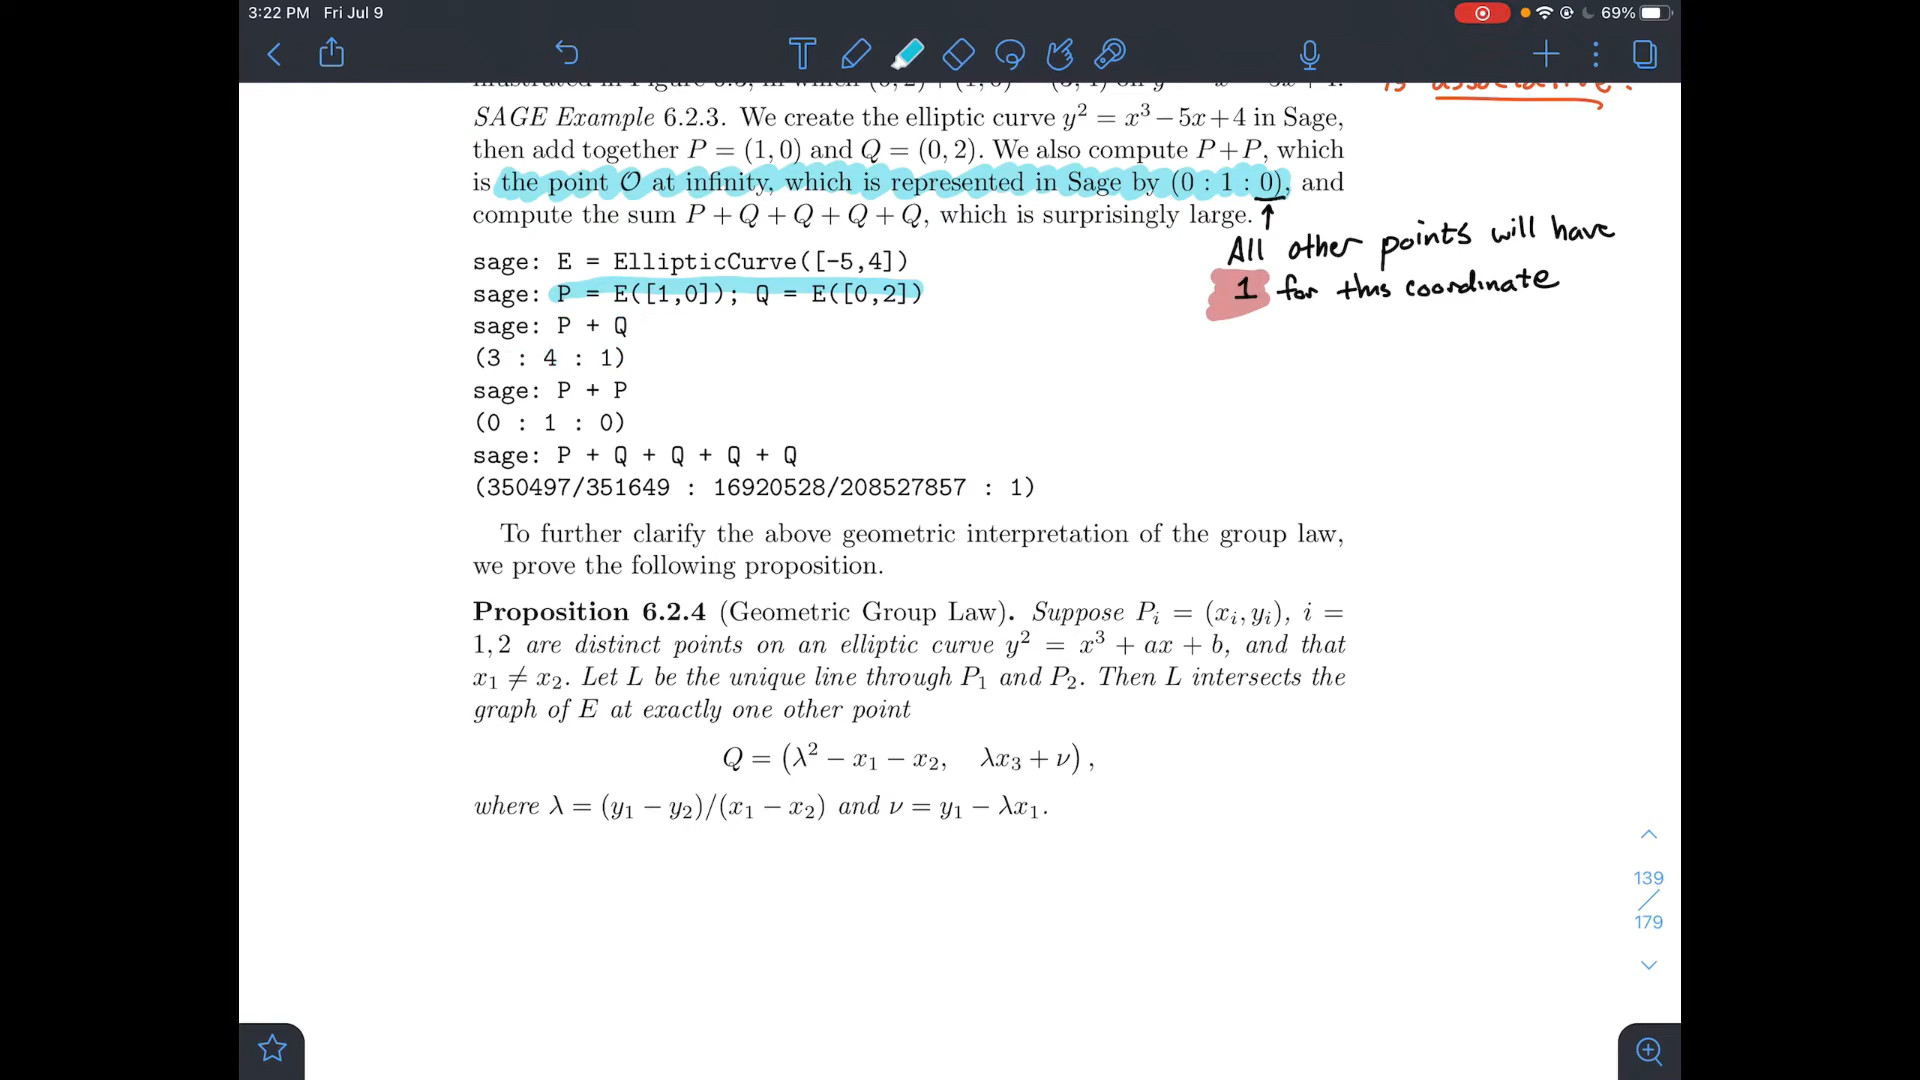 3:22 PM Fri Jul 9
69%
is associative.
SAGE Example 6.2.3. We create the elliptic curve y² = x³ − 5x + 4 in Sage,
then add together P = (1, 0) and Q = (0, 2). We also compute P + P, which
is the point 𝒪 at infinity, which is represented in Sage by (0 : 1 : 0), and
compute the sum P + Q + Q + Q + Q, which is surprisingly large.
All other points will have
1 for this coordinate
sage: E = EllipticCurve([-5,4])
sage: P = E([1,0]); Q = E([0,2])
sage: P + Q
(3 : 4 : 1)
sage: P + P
(0 : 1 : 0)
sage: P + Q + Q + Q + Q
(350497/351649 : 16920528/208527857 : 1)
To further clarify the above geometric interpretation of the group law,
we prove the following proposition.
Proposition 6.2.4 (Geometric Group Law). Suppose Pᵢ = (xᵢ, yᵢ), i =
1, 2 are distinct points on an elliptic curve y² = x³ + ax + b, and that
x₁ ≠ x₂. Let L be the unique line through P₁ and P₂. Then L intersects the
graph of E at exactly one other point
Q = (λ² − x₁ − x₂, λx₃ + ν),
where λ = (y₁ − y₂)/(x₁ − x₂) and ν = y₁ − λx₁.
139
179